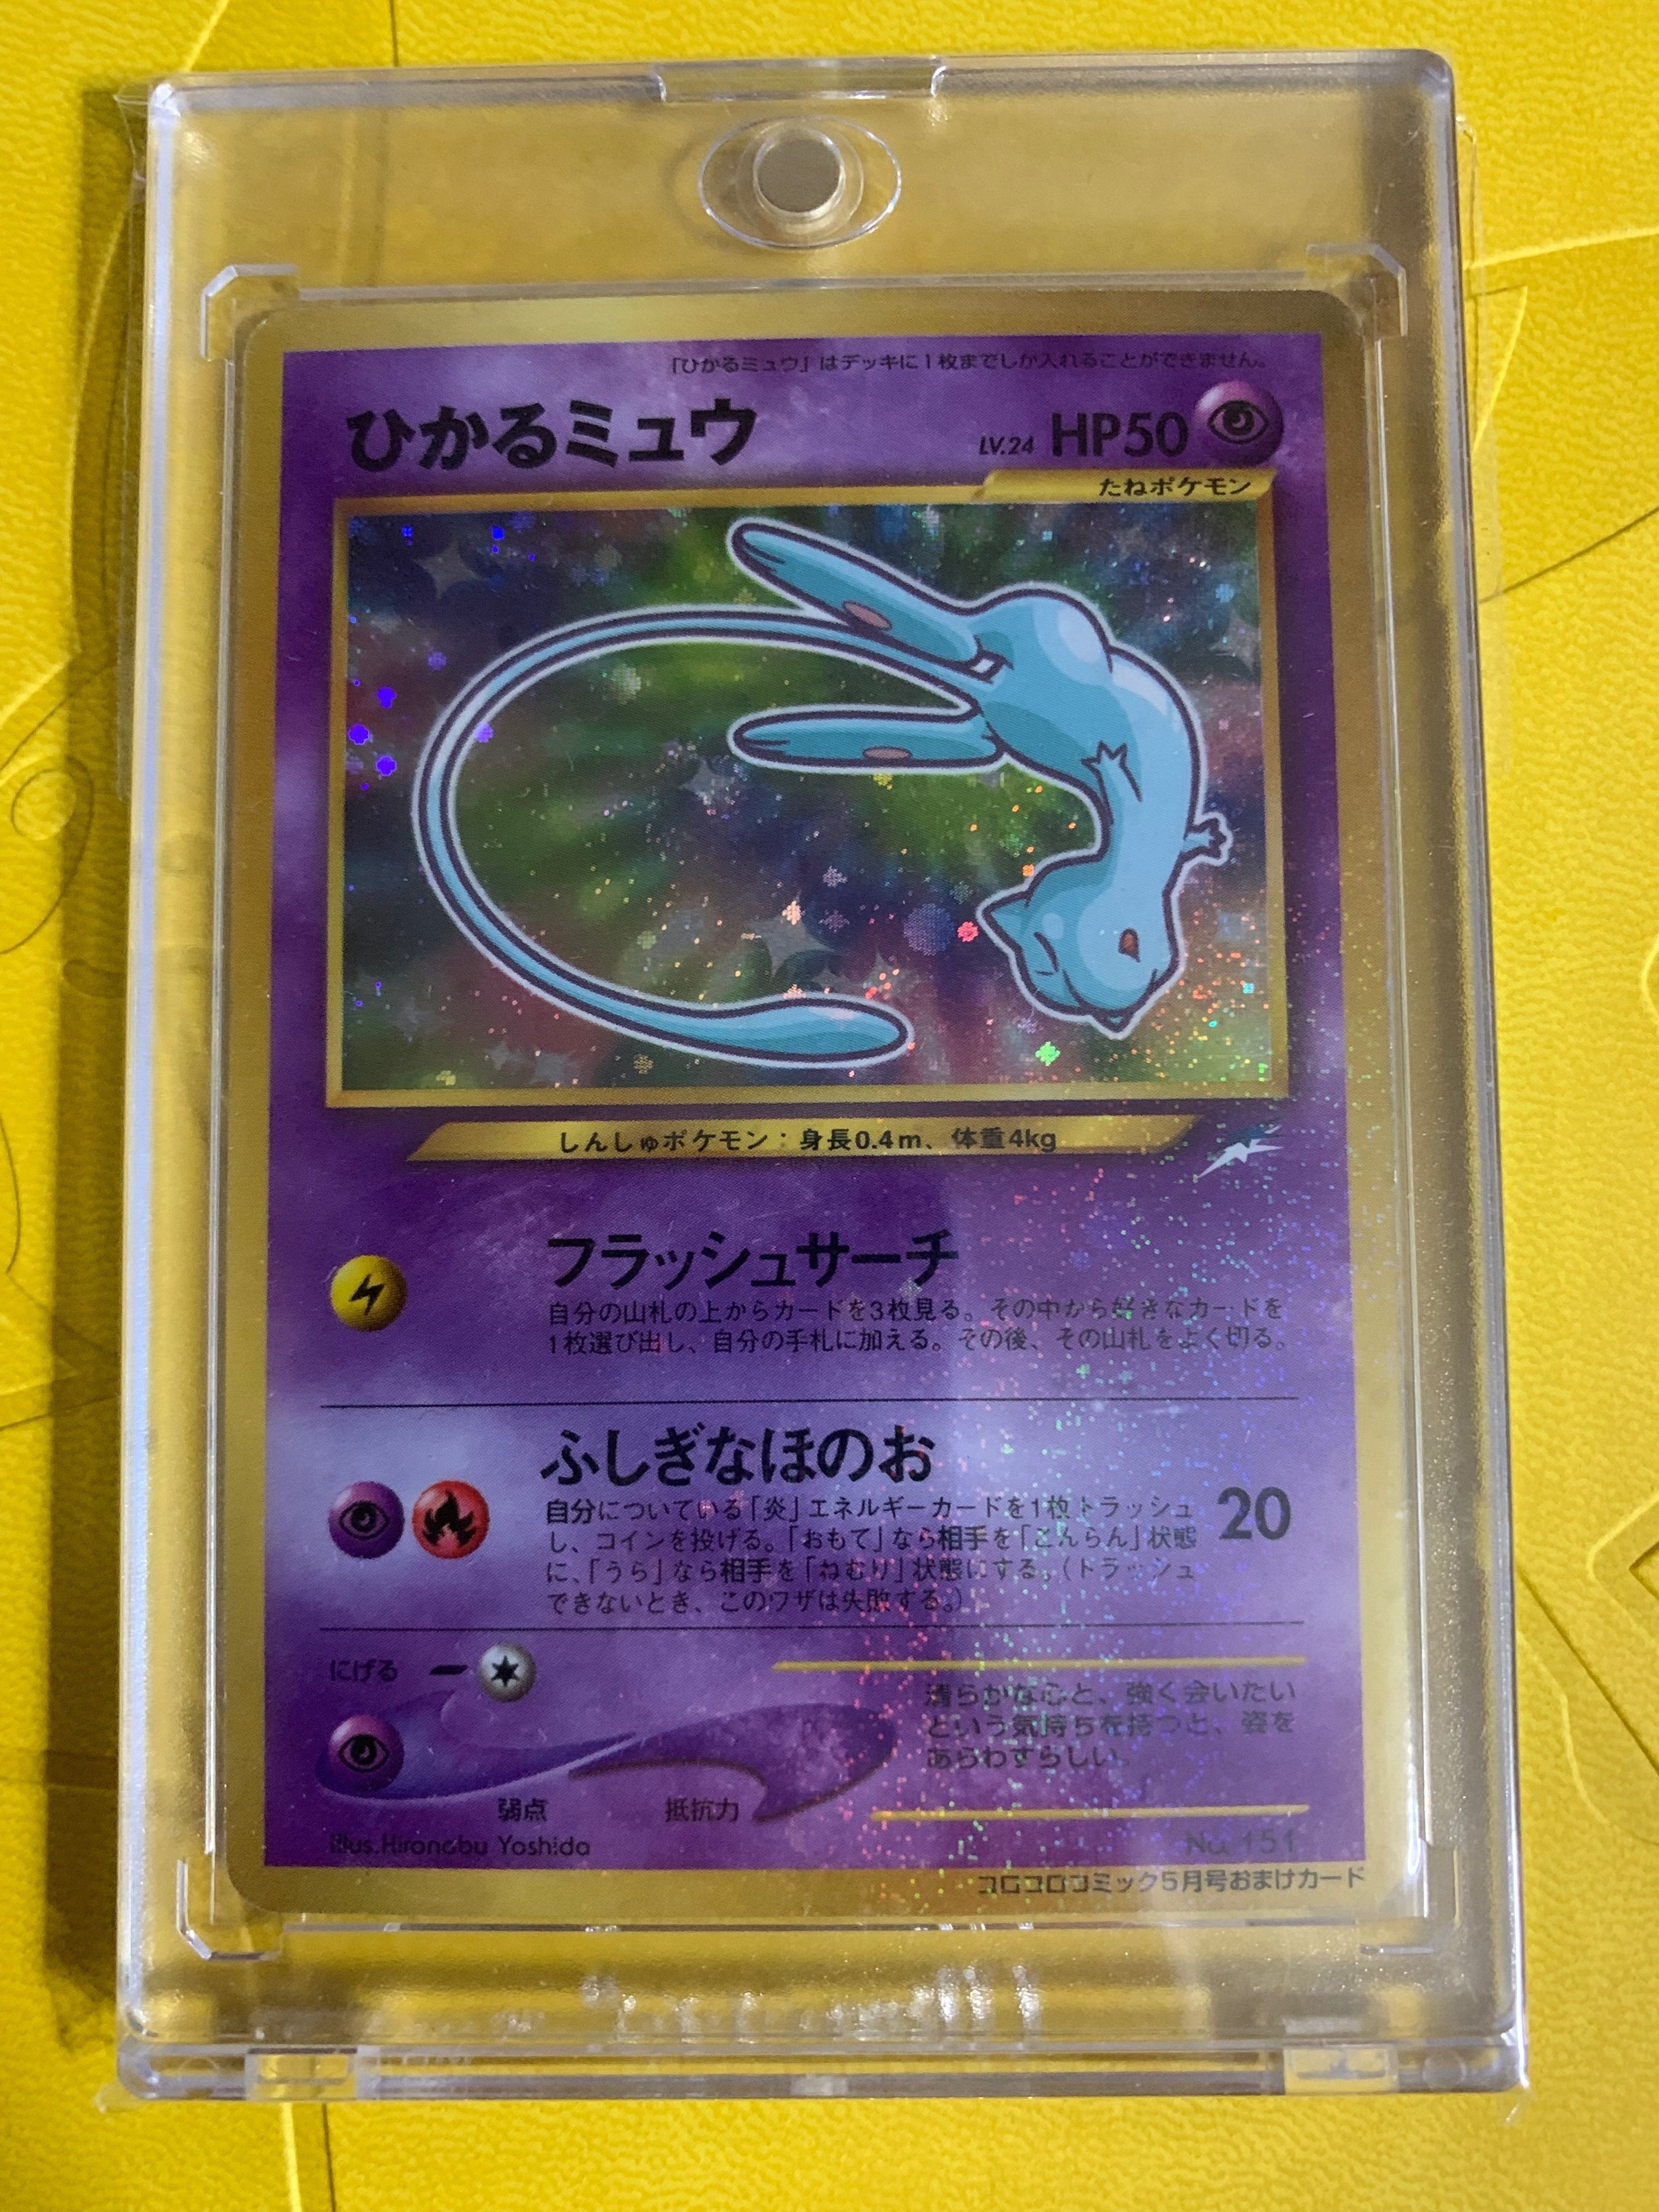 「ひかるミュウ」はデッキに1枚までしか入れることができません。
ひかるミュウ LV.24 HP50
たねポケモン
しんしゅポケモン:身長0.4m、体重4kg
フラッシュサーチ
自分の山札の上からカードを3枚見る。その中から好きなカードを
1枚選び出し、自分の手札に加える。その後、その山札をよく切る。
ふしぎなほのお 20
自分についている「炎」エネルギーカードを1枚トラッシュ
し、コインを投げる。「おもて」なら相手を「こんらん」状態
に、「うら」なら相手を「ねむり」状態にする。(トラッシュ
できないとき、このワザは失敗する。)
にげる
清らかな心と、強く会いたい
という気持ちを持つと、姿を
あらわすらしい。
弱点 抵抗力
Illus.Hironobu Yoshida
No.151
コロコロコミック5月号おまけカード